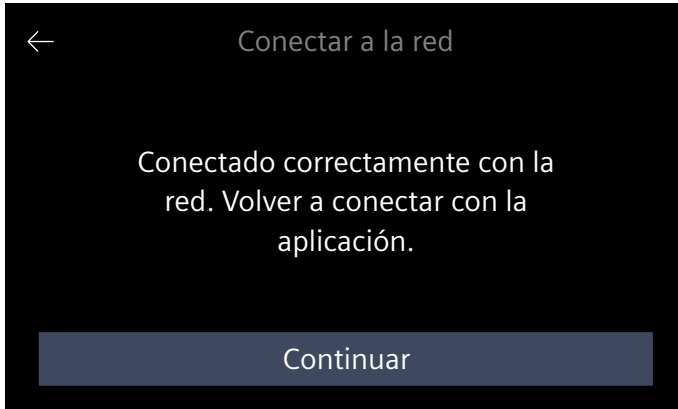 Conectar a la red
Conectado correctamente con la
red. Volver a conectar con la
aplicación.
Continuar